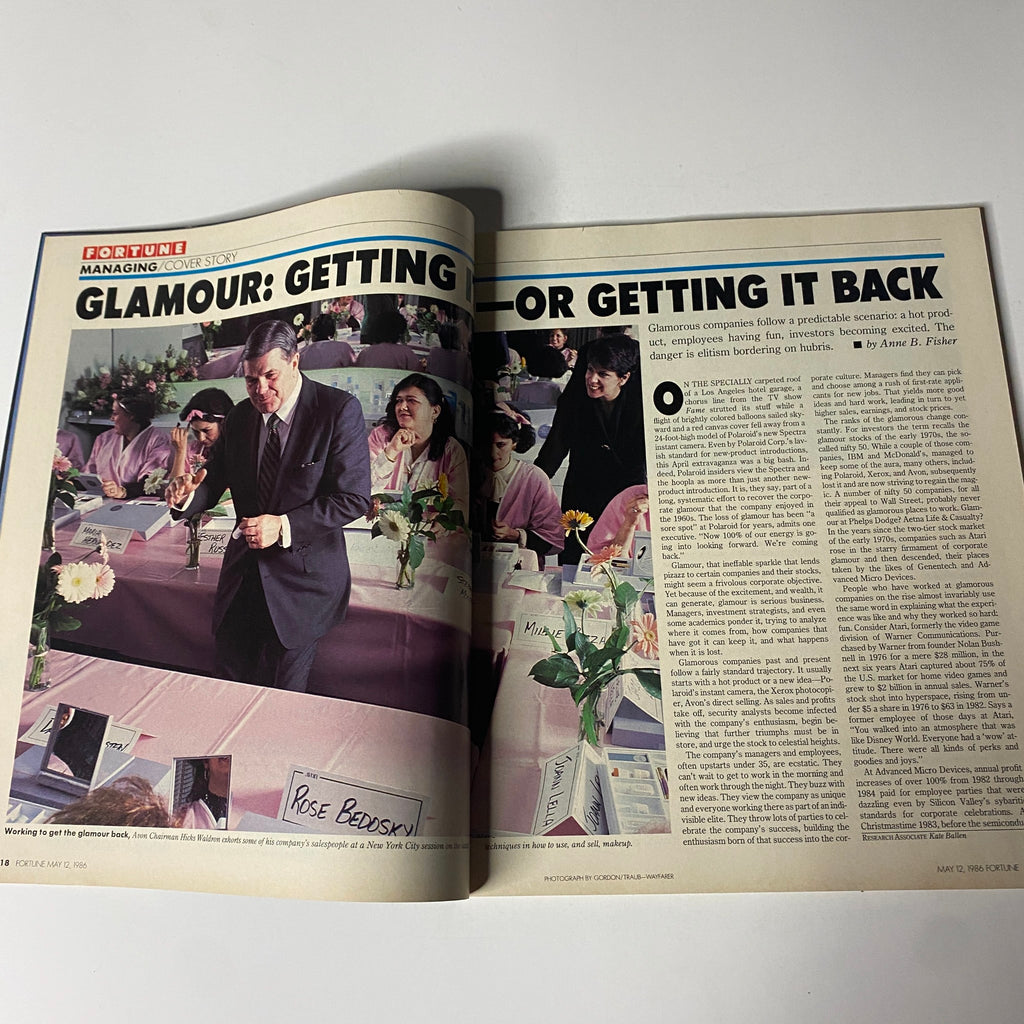 FORTUNE
MANAGING/COVER STORY
GLAMOUR: GETTING
—OR GETTING IT BACK
Glamorous companies follow a predictable scenario: a hot prod-
uct, employees having fun, investors becoming excited. The
danger is elitism bordering on hubris. ■ by Anne B. Fisher
ON THE SPECIALLY carpeted roof
of a Los Angeles hotel garage, a
chorus line from the TV show
Fame strutted its stuff while a
flight of brightly colored balloons sailed sky-
ward and a red canvas cover fell away from a
24-foot-high model of Polaroid's new Spectra
instant camera. Even by Polaroid Corp.'s lav-
ish standard for new-product introductions,
this April extravaganza was a big bash. In-
deed, Polaroid insiders view the Spectra and
the hoopla as more than just another new-
product introduction. It is, they say, part of a
long, systematic effort to recover the corpo-
rate glamour that the company enjoyed in
the 1960s. The loss of glamour has been "a
sore spot" at Polaroid for years, admits one
executive. "Now 100% of our energy is go-
ing into looking forward. We're coming
back."
Glamour, that ineffable sparkle that lends
pizazz to certain companies and their stocks,
might seem a frivolous corporate objective.
Yet because of the excitement, and wealth, it
can generate, glamour is serious business.
Managers, investment strategists, and even
some academics ponder it, trying to analyze
where it comes from, how companies that
have it can keep it, and what happens
when it is lost.
Glamorous companies past and present
follow a fairly standard trajectory. It usually
starts with a hot product or a new idea—Po-
laroid's instant camera, the Xerox photocopi-
er, Avon's direct selling. As sales and profits
take off, security analysts become infected
with the company's enthusiasm, begin be-
lieving that further triumphs must be in
store, and urge the stock to celestial heights.
The company's managers and employees,
often upstarts under 35, are ecstatic. They
can't wait to get to work in the morning and
often work through the night. They buzz with
new ideas. They view the company as unique
and everyone working there as part of an indi-
visible elite. They throw lots of parties to cel-
ebrate the company's success, building the
enthusiasm born of that success into the cor-
porate culture. Managers find they can pick
and choose among a rush of first-rate appli-
cants for new jobs. That yields more good
ideas and hard work, leading in turn to yet
higher sales, earnings, and stock prices.
The ranks of the glamorous change con-
stantly. For investors the term recalls the
glamour stocks of the early 1970s, the so-
called nifty 50. While a couple of those com-
panies, IBM and McDonald's, managed to
keep some of the aura, many others, includ-
ing Polaroid, Xerox, and Avon, subsequently
lost it and are now striving to regain the mag-
ic. A number of nifty 50 companies, for all
their appeal to Wall Street, probably never
qualified as glamorous places to work. Glam-
our at Phelps Dodge? Aetna Life & Casualty?
In the years since the two-tier stock market
of the early 1970s, companies such as Atari
rose in the starry firmament of corporate
glamour and then descended, their places
taken by the likes of Genentech and Ad-
vanced Micro Devices.
People who have worked at glamorous
companies on the rise almost invariably use
the same word in explaining what the experi-
ence was like and why they worked so hard:
fun. Consider Atari, formerly the video game
division of Warner Communications. Pur-
chased by Warner from founder Nolan Bush-
nell in 1976 for a mere $28 million, in the
next six years Atari captured about 75% of
the U.S. market for home video games and
grew to $2 billion in annual sales. Warner's
stock shot into hyperspace, rising from un-
der $5 a share in 1976 to $63 in 1982. Says a
former employee of those days at Atari,
"You walked into an atmosphere that was
like Disney World. Everyone had a 'wow' at-
titude. There were all kinds of perks and
goodies and joys."
At Advanced Micro Devices, annual profit
increases of over 100% from 1982 through
1984 paid for employee parties that were
dazzling even by Silicon Valley's sybaritic
standards for corporate celebrations. A
Christmastime 1983, before the semicondu
RESEARCH ASSOCIATE Kate Ballen
ESTHER
ROSE BEDOSKY
Working to get the glamour back, Avon Chairman Hicks Waldron exhorts some of his company's salespeople at a New York City session on the
techniques in how to use, and sell, makeup.
18 FORTUNE MAY 12, 1986
PHOTOGRAPH BY GORDON/TRAUB—WAYFARER
MAY 12, 1986 FORTUNE